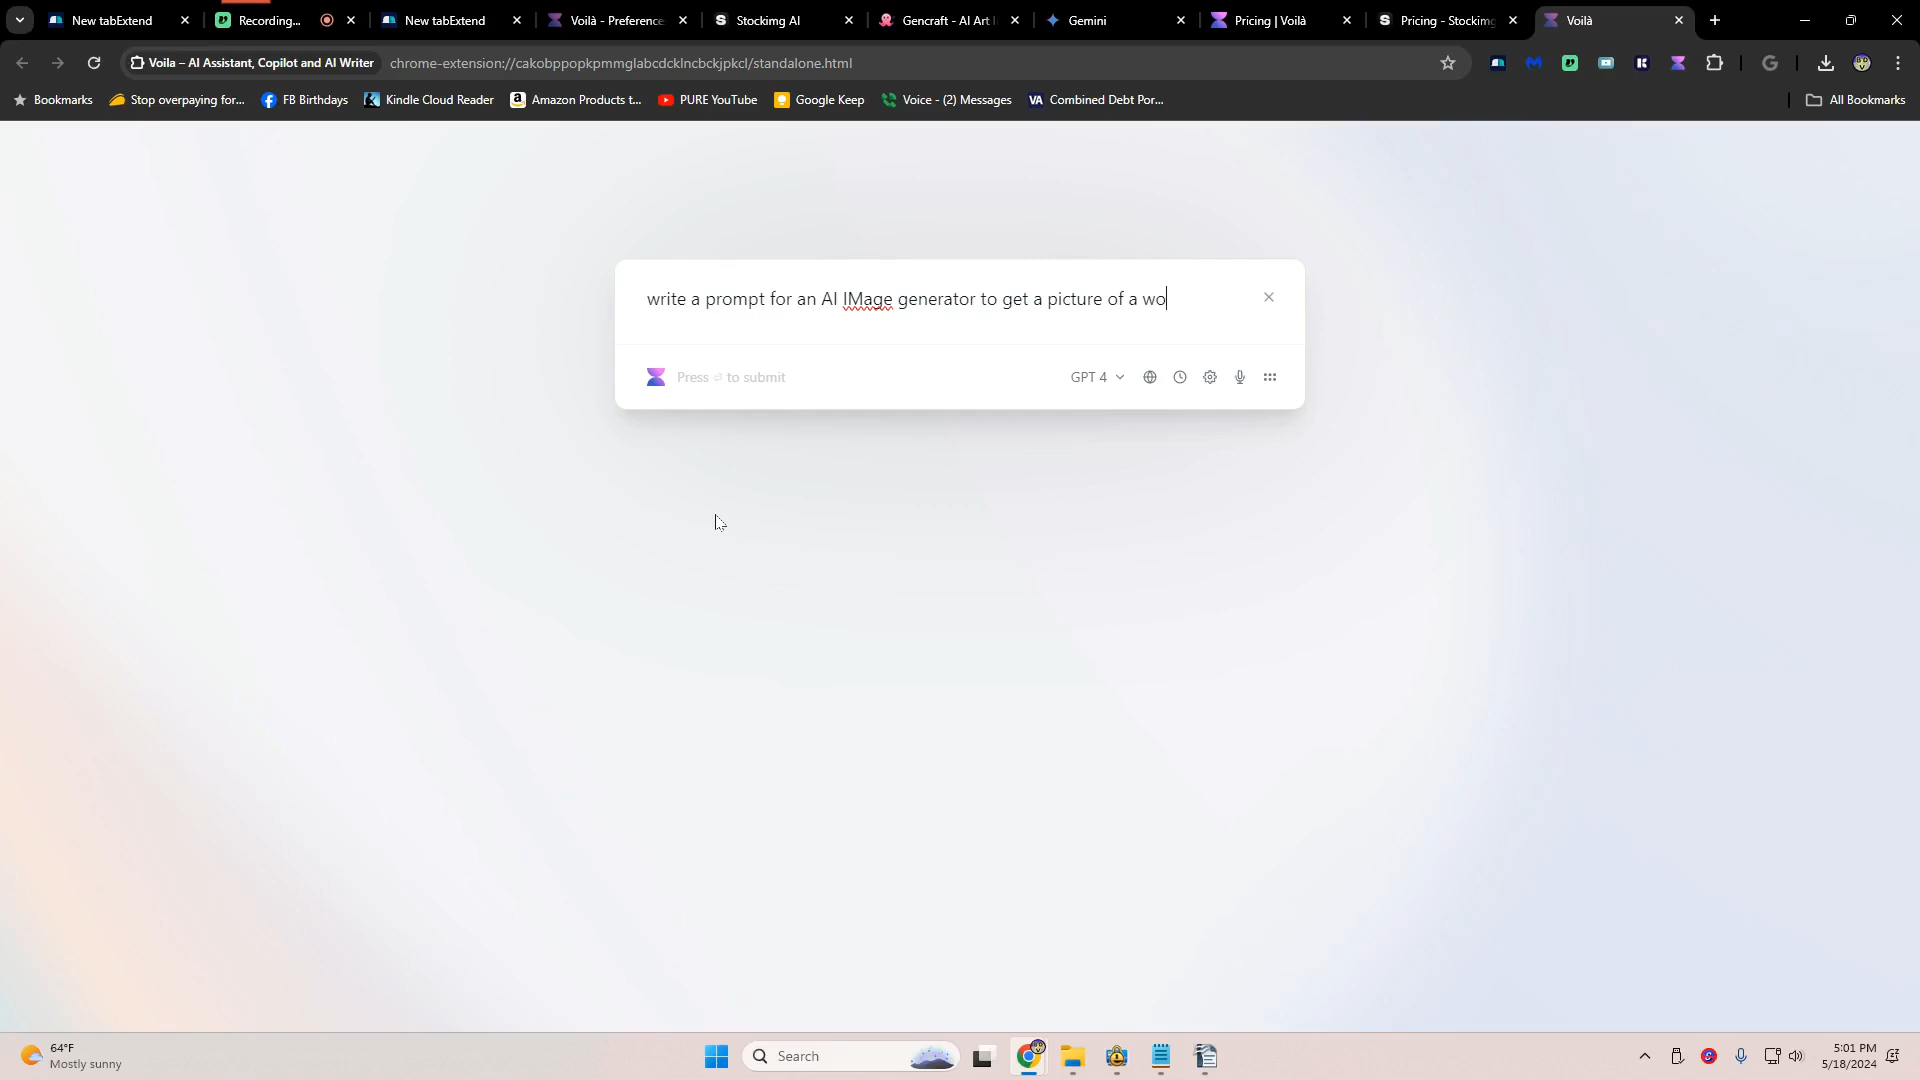 New tabExtend
Recording...
New tabExtend
Voilà - Preference
Stockimg AI
Gencraft - AI Art I
Gemini
Pricing | Voilà
Pricing - Stockimg
Voilà
Voila – AI Assistant, Copilot and AI Writer
chrome-extension://cakobppopkpmmglabcdcklncbckjpkcl/standalone.html
Bookmarks
Stop overpaying for...
FB Birthdays
Kindle Cloud Reader
Amazon Products t...
PURE YouTube
Google Keep
Voice - (2) Messages
VA Combined Debt Por...
All Bookmarks
write a prompt for an AI IMage generator to get a picture of a wo
Press ⏎ to submit
GPT 4
64°F
Mostly sunny
Search
5:01 PM
5/18/2024